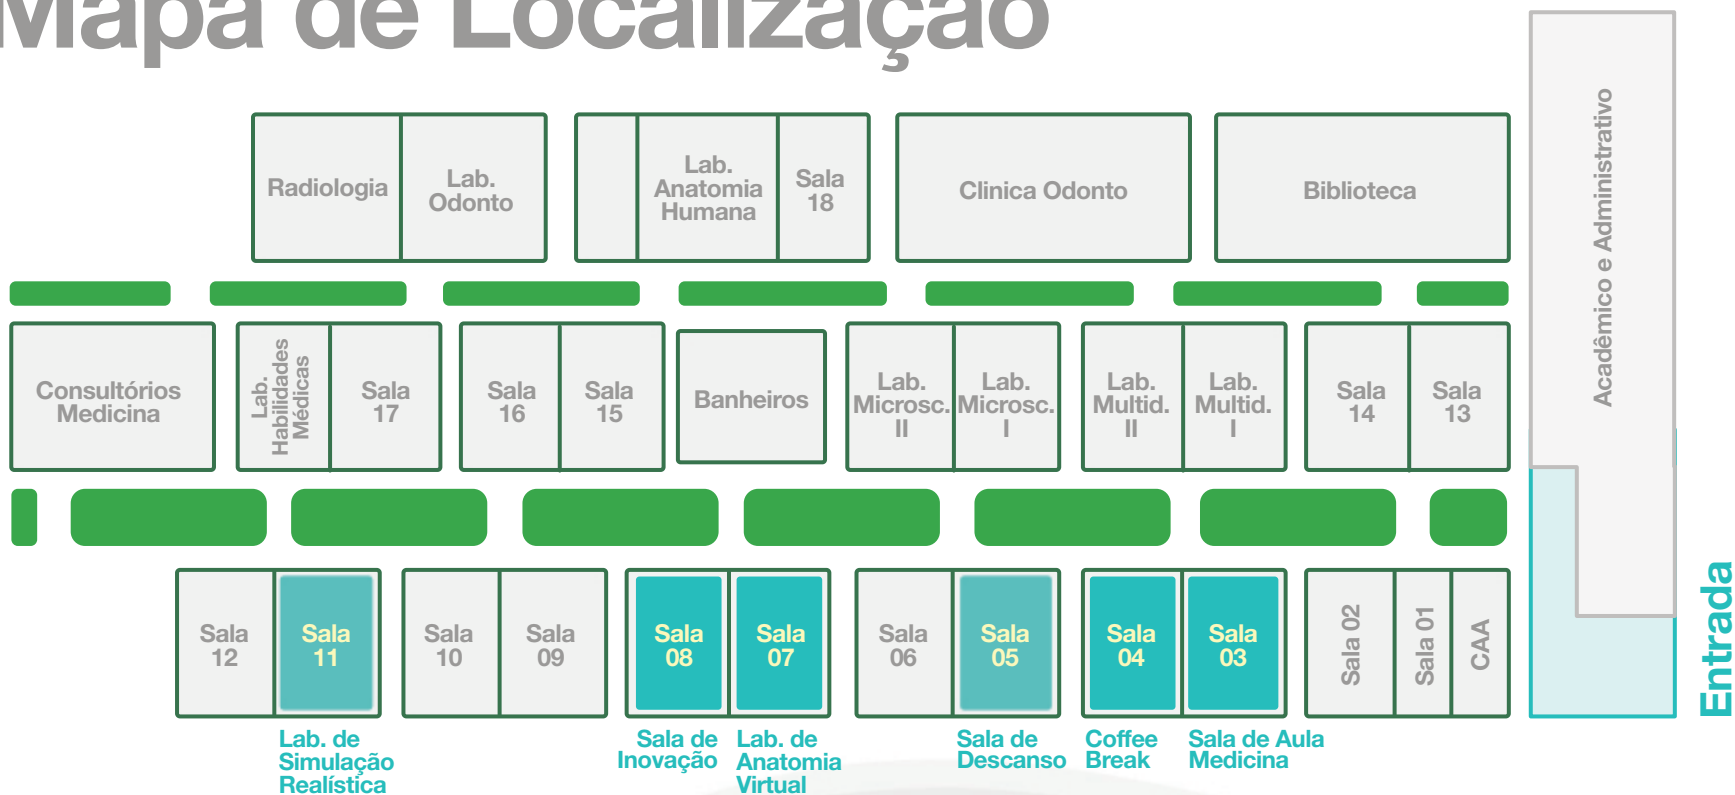 Mapa de Localização
Radiologia
Lab.
Odonto
Lab.
Anatomia
Humana
Sala
18
Clinica Odonto
Biblioteca
Acadêmico e Administrativo
Consultórios
Medicina
Lab.
Habilidades
Médicas
Sala
17
Sala
16
Sala
15
Banheiros
Lab.
Microsc.
II
Lab.
Microsc.
I
Lab.
Multid.
II
Lab.
Multid.
I
Sala
14
Sala
13
Sala
12
Sala
11
Sala
10
Sala
09
Sala
08
Sala
07
Sala
06
Sala
05
Sala
04
Sala
03
Sala 02
Sala 01
CAA
Entrada
Lab. de
Simulação
Realística
Sala de
Inovação
Lab. de
Anatomia
Virtual
Sala de
Descanso
Coffee
Break
Sala de Aula
Medicina